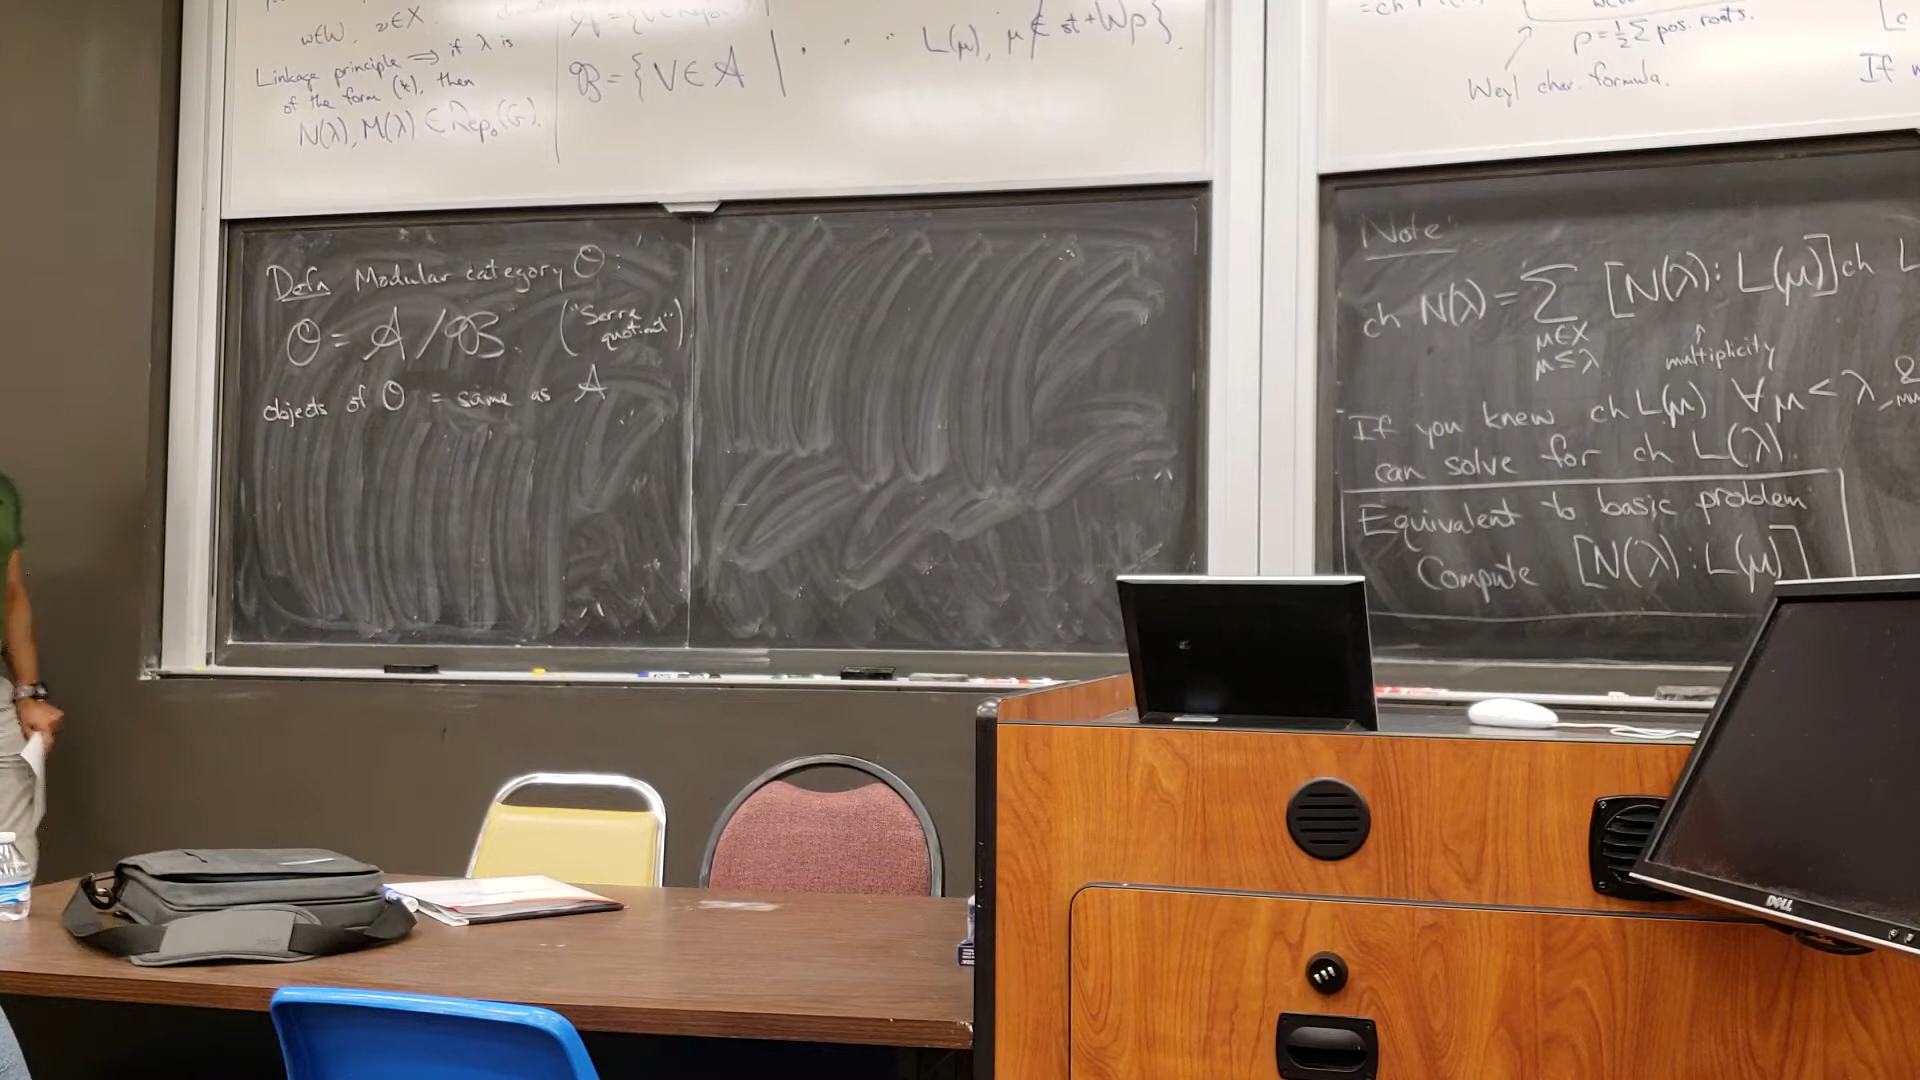 w∈W, ν∈X.
Linkage principle ⟹ if λ is
of the form (*), then
N(λ), M(λ) ∈ Rep₀(G).
ℬ = {V∈𝒜 | " " " L(μ), μ ∉ st + Wρ}.
ρ = ½ Σ pos. roots.
Weyl char. formula.
If
Defn Modular category 𝒪:
𝒪 = 𝒜/ℬ. ("Serre
quotient")
objects of 𝒪 = same as 𝒜
Note:
ch N(λ) = Σ [N(λ): L(μ)] ch L
μ∈X
μ≤λ
multiplicity
If you knew ch L(μ) ∀μ < λ &
can solve for ch L(λ).
Equivalent to basic problem:
Compute [N(λ): L(μ)]
DELL